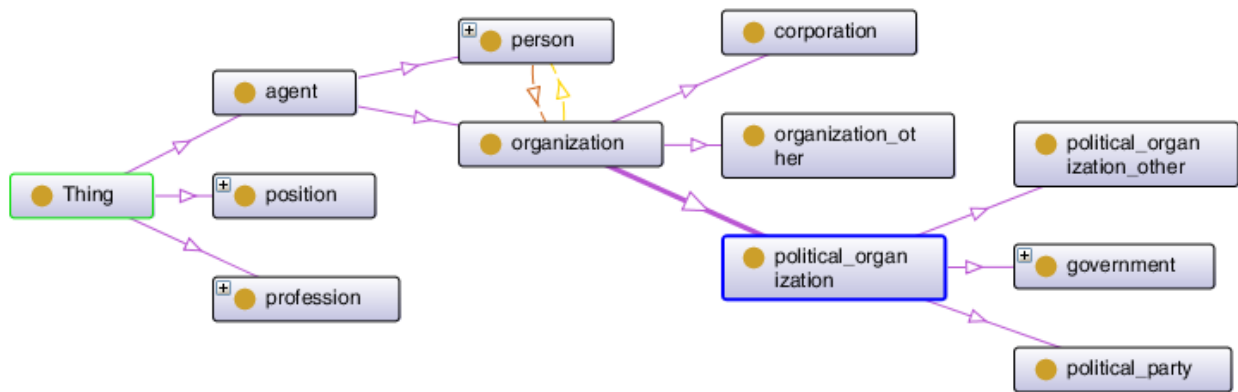 person
corporation
agent
organization
organization_ot
her
political_organ
ization_other
Thing
position
political_organ
ization
government
profession
political_party